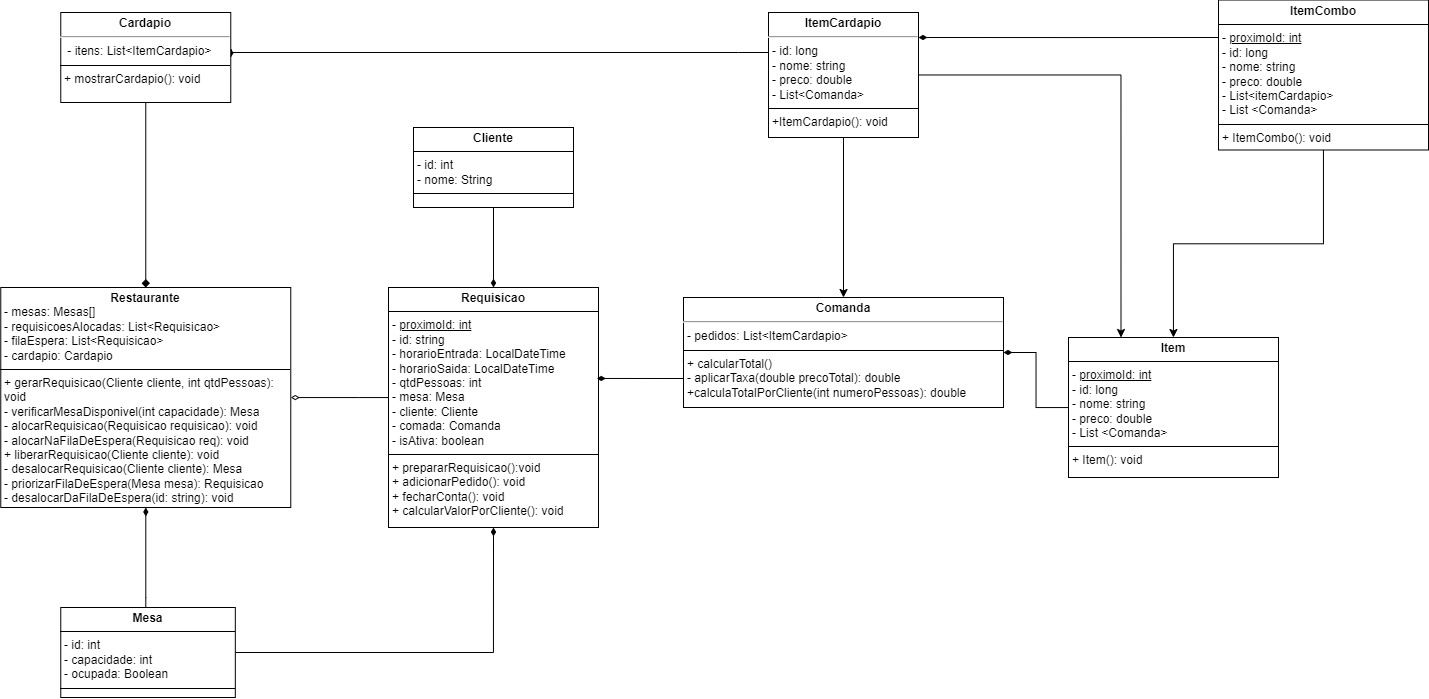 Cardapio
- itens: List<ItemCardapio>
+ mostrarCardapio(): void
ItemCardapio
- id: long
- nome: string
- preco: double
- List<Comanda>
+ItemCardapio(): void
ItemCombo
- proximoId: int
- id: long
- nome: string
- preco: double
- List<itemCardapio>
- List <Comanda>
+ ItemCombo(): void
Cliente
- id: int
- nome: String
Restaurante
- mesas: Mesas[]
- requisicoesAlocadas: List<Requisicao>
- filaEspera: List<Requisicao>
- cardapio: Cardapio
+ gerarRequisicao(Cliente cliente, int qtdPessoas):
void
- verificarMesaDisponivel(int capacidade): Mesa
- alocarRequisicao(Requisicao requisicao): void
- alocarNaFilaDeEspera(Requisicao req): void
+ liberarRequisicao(Cliente cliente): void
- desalocarRequisicao(Cliente cliente): Mesa
- priorizarFilaDeEspera(Mesa mesa): Requisicao
- desalocarDaFilaDeEspera(id: string): void
Requisicao
- proximoId: int
- id: string
- horarioEntrada: LocalDateTime
- horarioSaida: LocalDateTime
- qtdPessoas: int
- mesa: Mesa
- cliente: Cliente
- comada: Comanda
- isAtiva: boolean
+ prepararRequisicao():void
+ adicionarPedido(): void
+ fecharConta(): void
+ calcularValorPorCliente(): void
Comanda
- pedidos: List<ItemCardapio>
+ calcularTotal()
- aplicarTaxa(double precoTotal): double
+calculaTotalPorCliente(int numeroPessoas): double
Item
- proximoId: int
- id: long
- nome: string
- preco: double
- List <Comanda>
+ Item(): void
Mesa
- id: int
- capacidade: int
- ocupada: Boolean